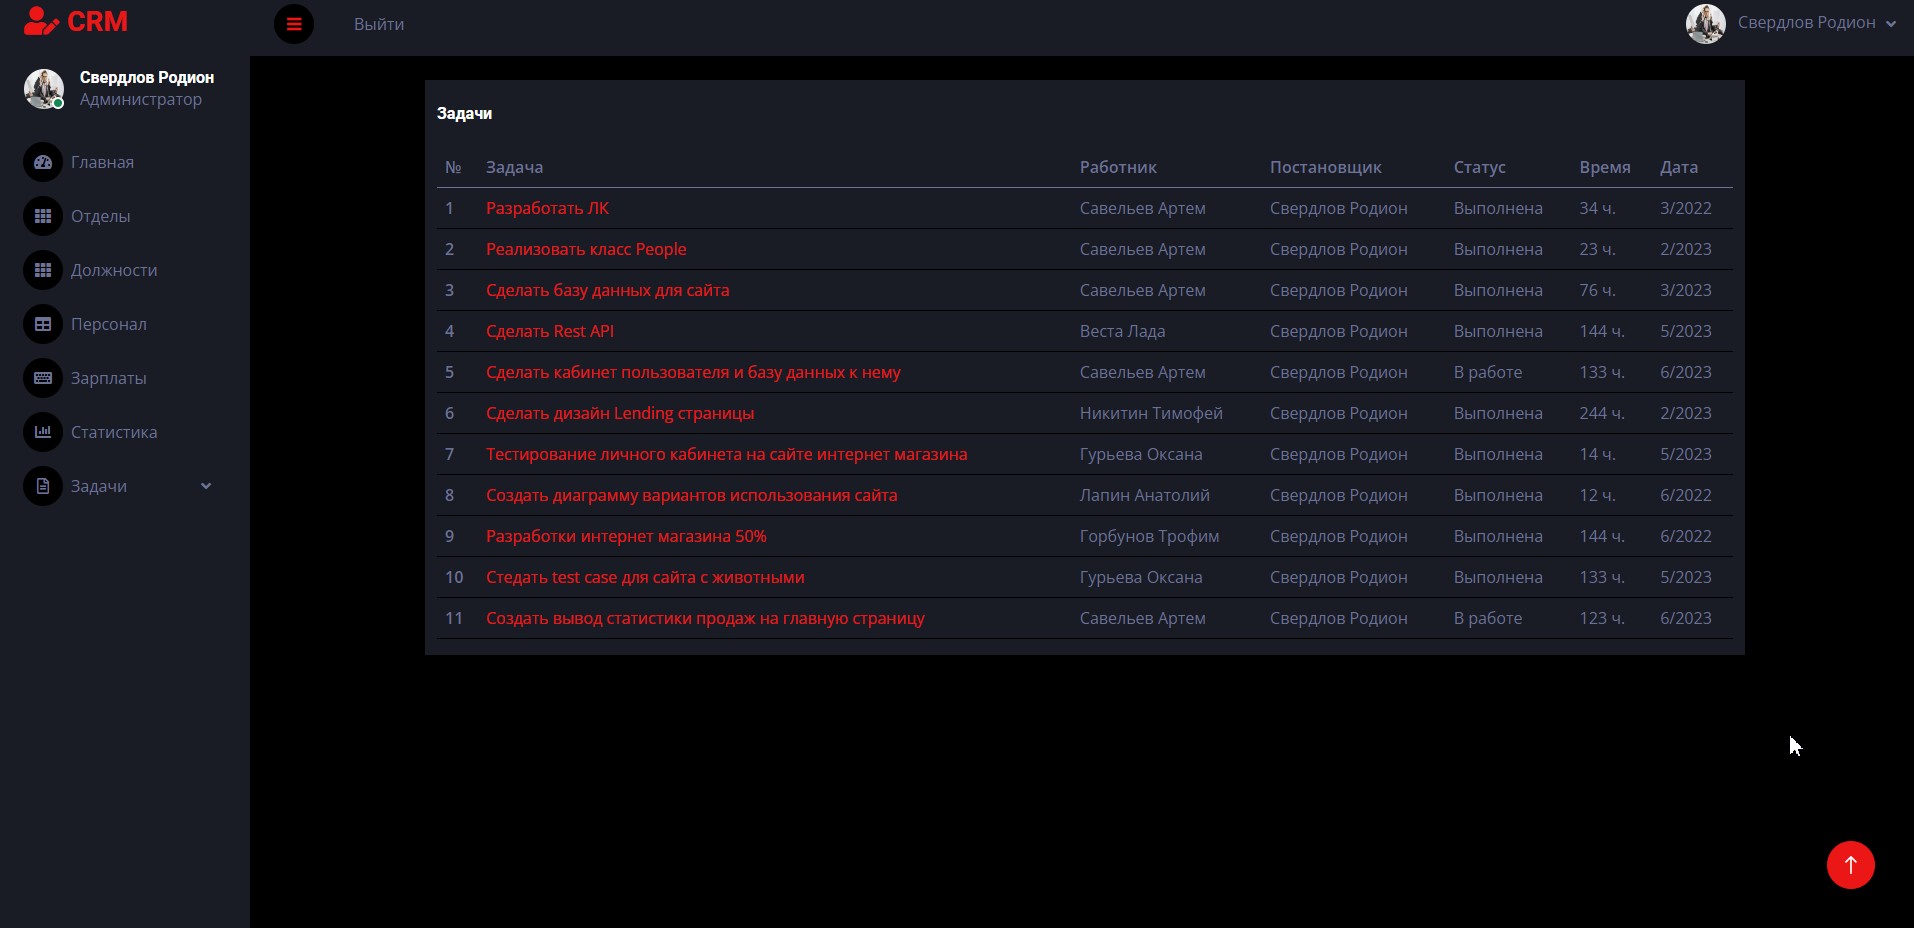 CRM
Выйти
Свердлов Родион
Свердлов Родион
Администратор
Главная
Отделы
Должности
Персонал
Зарплаты
Статистика
Задачи
Задачи
№ Задача Работник Постановщик Статус Время Дата
1 Разработать ЛК Савельев Артем Свердлов Родион Выполнена 34 ч. 3/2022
2 Реализовать класс People Савельев Артем Свердлов Родион Выполнена 23 ч. 2/2023
3 Сделать базу данных для сайта Савельев Артем Свердлов Родион Выполнена 76 ч. 3/2023
4 Сделать Rest API Веста Лада Свердлов Родион Выполнена 144 ч. 5/2023
5 Сделать кабинет пользователя и базу данных к нему Савельев Артем Свердлов Родион В работе 133 ч. 6/2023
6 Сделать дизайн Lending страницы Никитин Тимофей Свердлов Родион Выполнена 244 ч. 2/2023
7 Тестирование личного кабинета на сайте интернет магазина Гурьева Оксана Свердлов Родион Выполнена 14 ч. 5/2023
8 Создать диаграмму вариантов использования сайта Лапин Анатолий Свердлов Родион Выполнена 12 ч. 6/2022
9 Разработки интернет магазина 50% Горбунов Трофим Свердлов Родион Выполнена 144 ч. 6/2022
10 Стедать test case для сайта с животными Гурьева Оксана Свердлов Родион Выполнена 133 ч. 5/2023
11 Создать вывод статистики продаж на главную страницу Савельев Артем Свердлов Родион В работе 123 ч. 6/2023